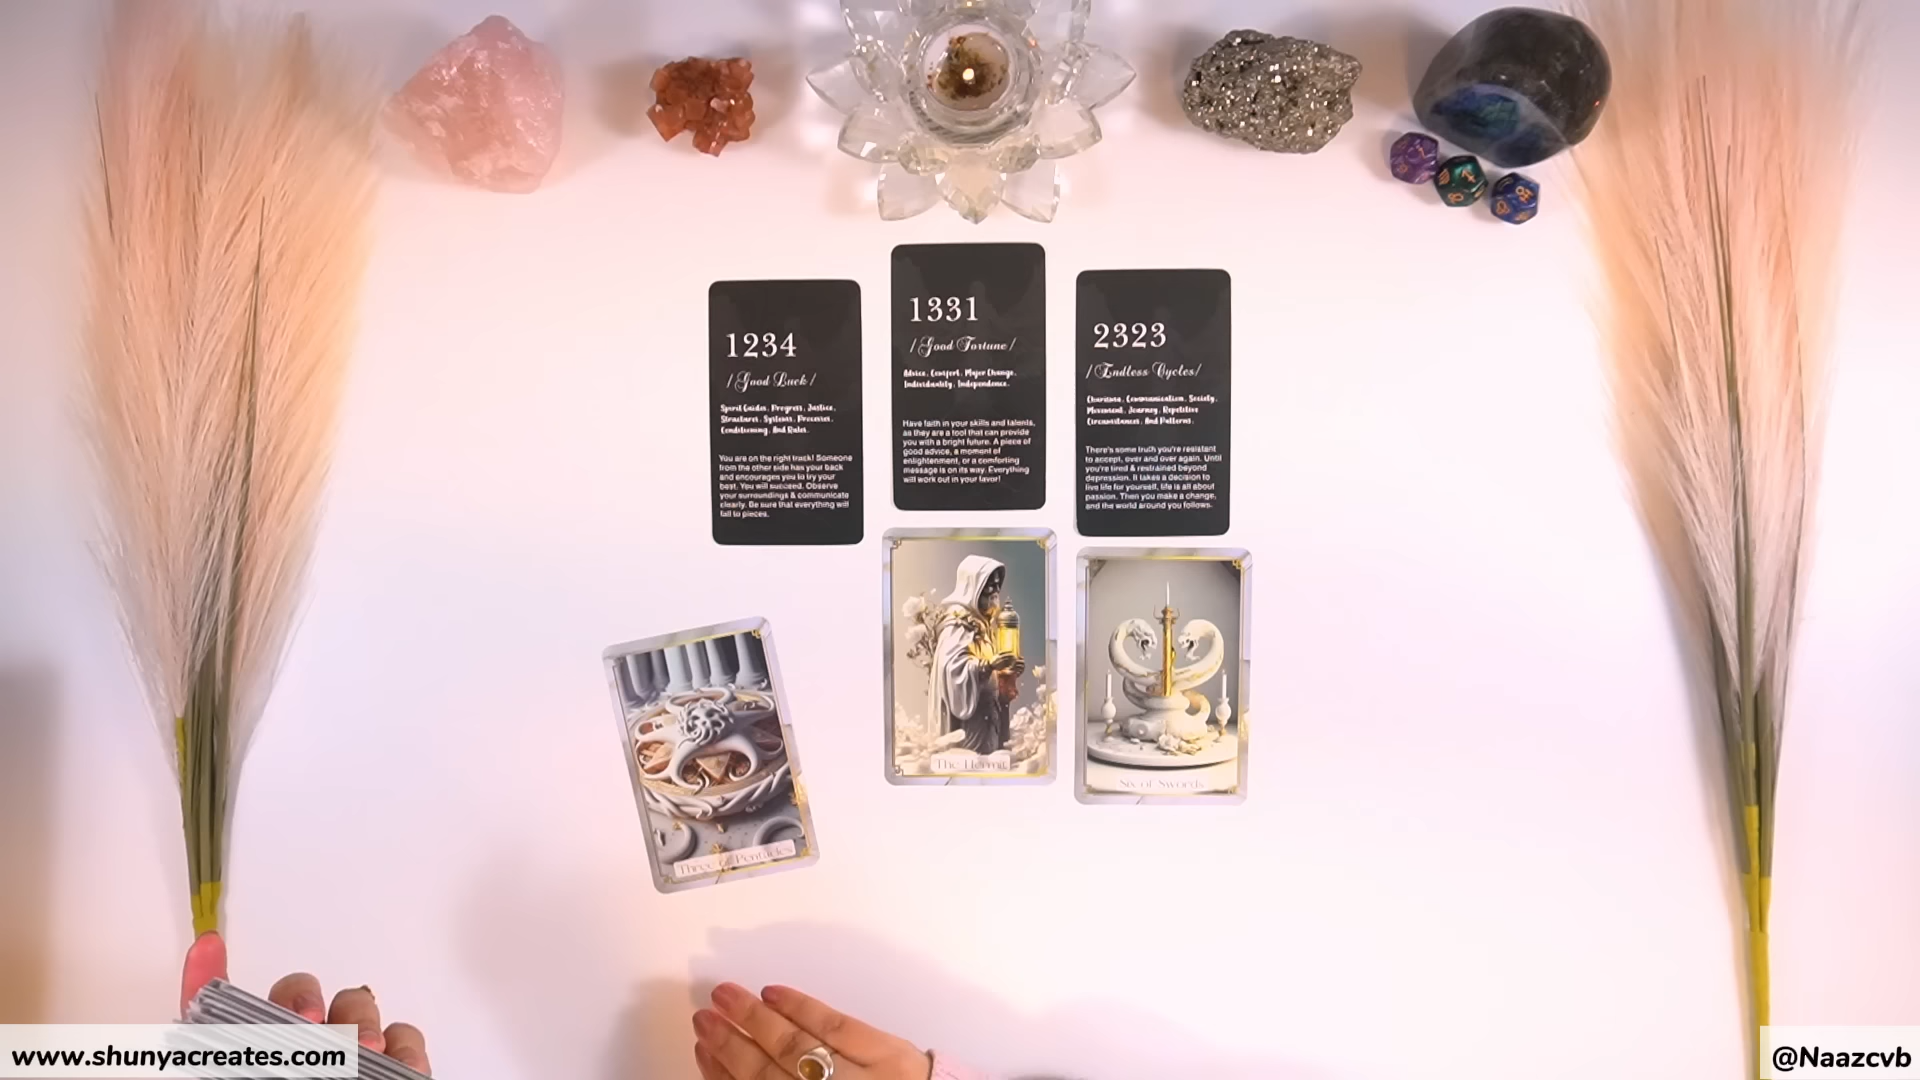 1234
/Good Luck/
Spirit Guides, Progress, Justice,
Structures, Systems, Processes,
Conditioning, And Rules.
You are on the right track! Someone
from the other side has your back
and encourages you to try your
best. You will succeed. Observe
your surroundings & communicate
clearly. Be sure that everything will
fall to pieces.
1331
/Good Fortune/
Advice, Comfort, Major Change,
Individuality, Independence.
Have faith in your skills and talents,
as they are a tool that can provide
you with a bright future. A piece of
good advice, a moment of
enlightenment, or a comforting
message is on its way. Everything
will work out in your favor!
2323
/Endless Cycles/
Charisma, Communication, Society,
Movement, Journey, Repetitive
Circumstances, And Patterns.
There's some truth you're resistant
to accept, over and over again. Until
you're tired & restrained beyond
depression. It takes a decision to
live life for yourself, life is all about
passion. Then you make a change,
and the world around you follows.
Three of Pentacles
The Hermit
Six of Swords
www.shunyacreates.com
@Naazcvb